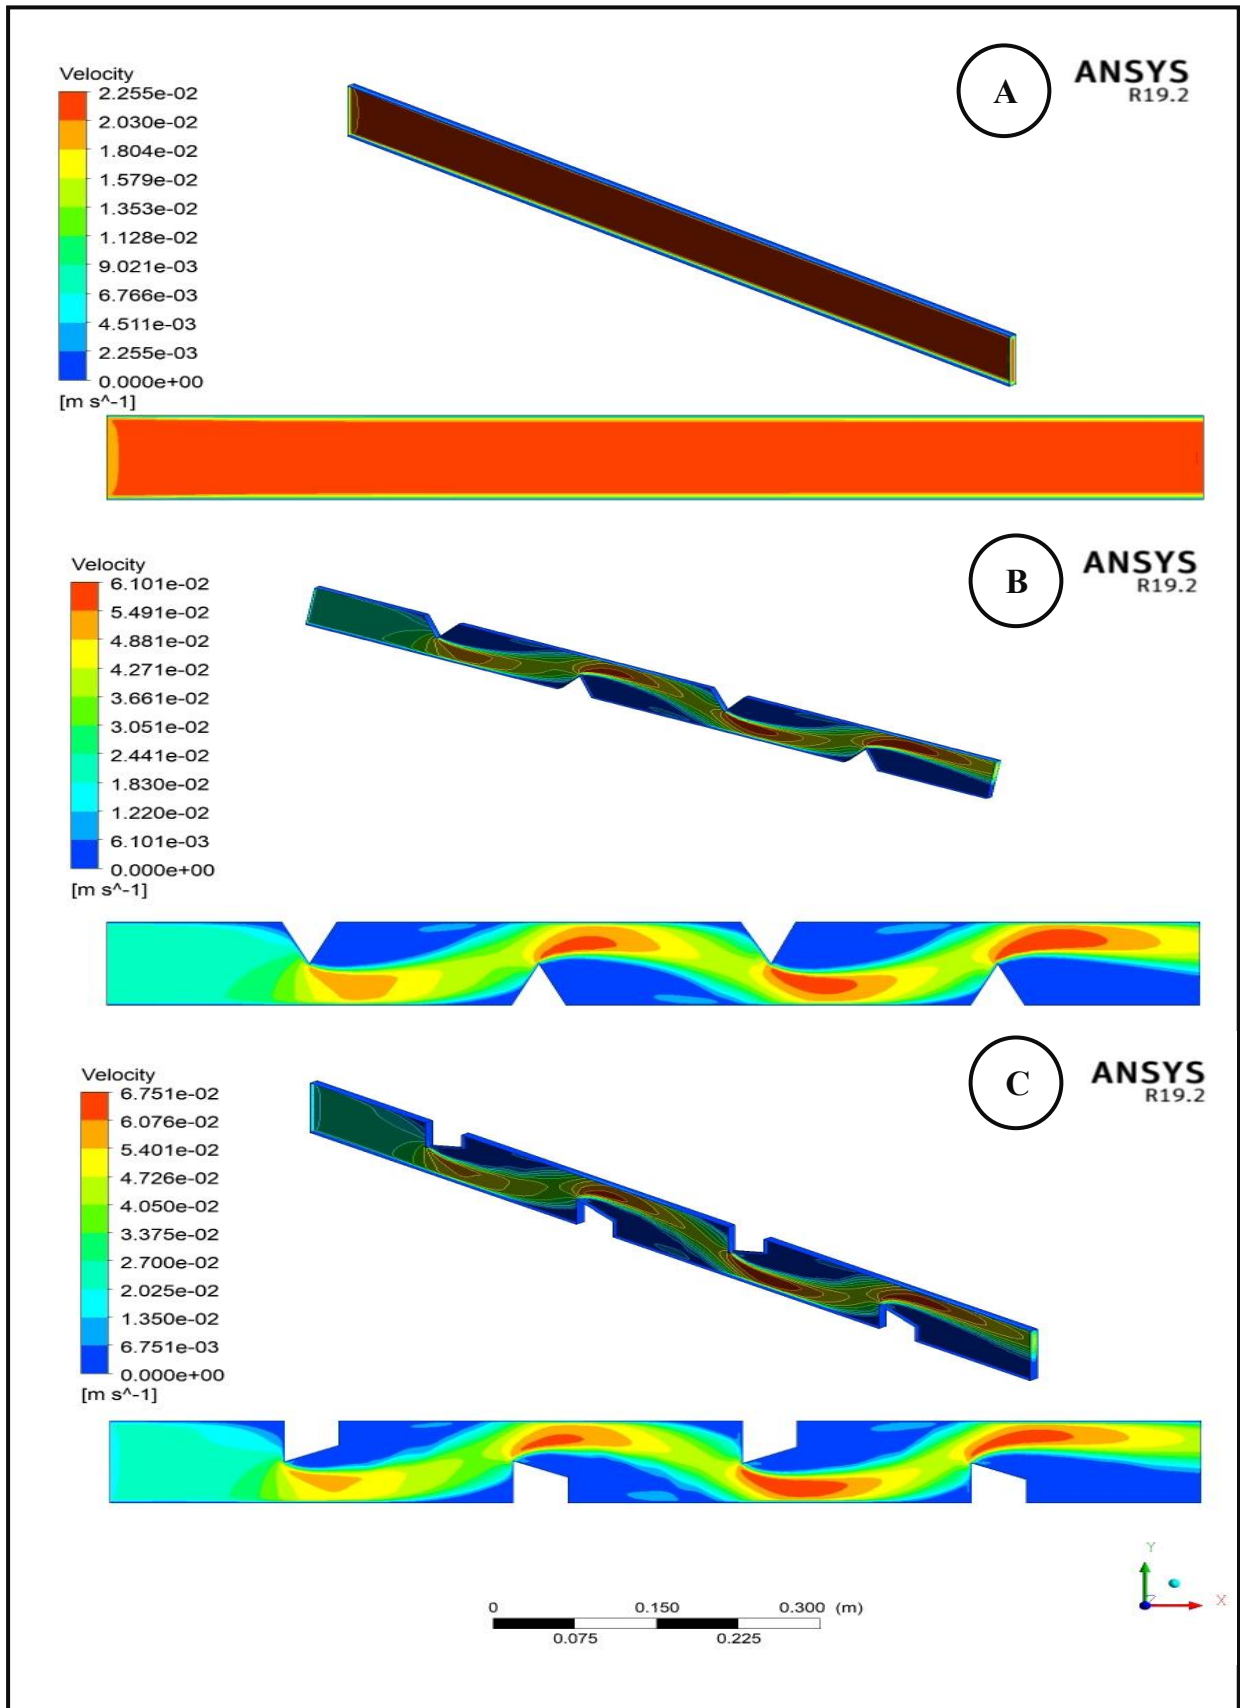 Velocity
2.255e-02
2.030e-02
1.804e-02
1.579e-02
1.353e-02
1.128e-02
9.021e-03
6.766e-03
4.511e-03
2.255e-03
0.000e+00
[m s^-1]
A
ANSYS
R19.2
Velocity
6.101e-02
5.491e-02
4.881e-02
4.271e-02
3.661e-02
3.051e-02
2.441e-02
1.830e-02
1.220e-02
6.101e-03
0.000e+00
[m s^-1]
B
ANSYS
R19.2
Velocity
6.751e-02
6.076e-02
5.401e-02
4.726e-02
4.050e-02
3.375e-02
2.700e-02
2.025e-02
1.350e-02
6.751e-03
0.000e+00
[m s^-1]
C
ANSYS
R19.2
0 0.150 0.300 (m)
0.075 0.225
Y
Z X